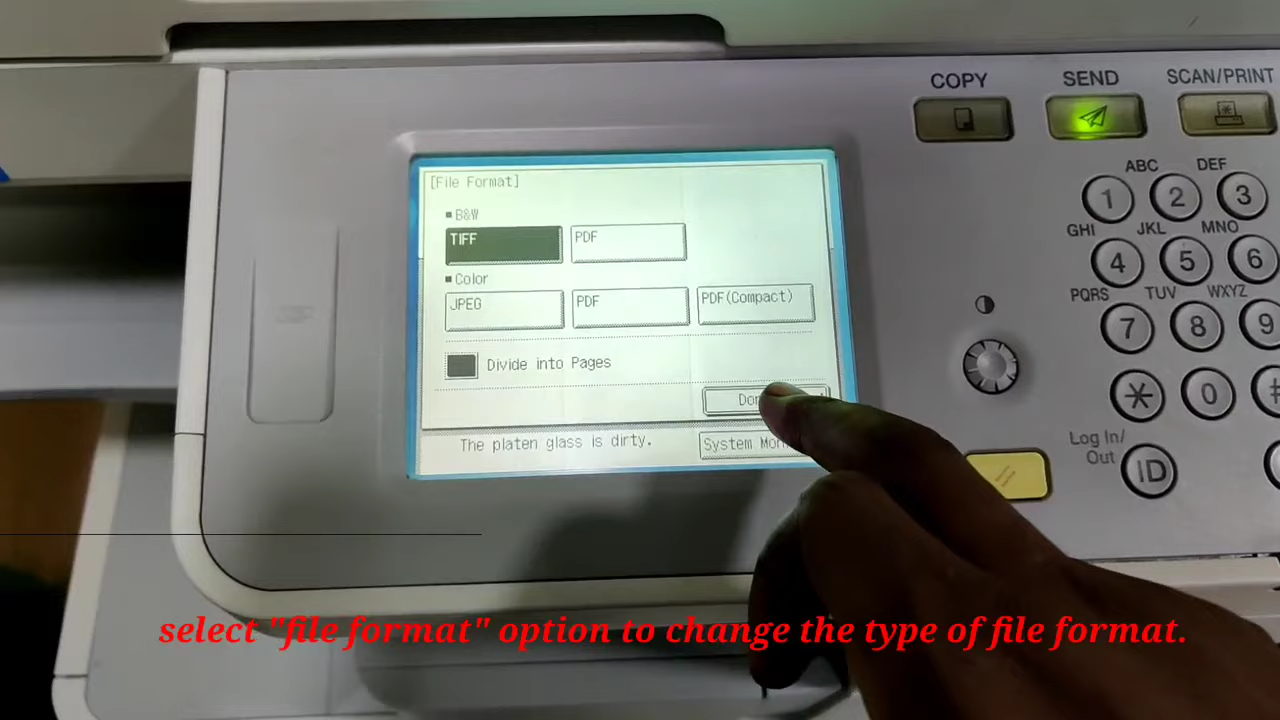 COPY
SEND
SCAN/PRINT
[File Format]
B&W
TIFF
PDF
Color
JPEG
PDF
PDF(Compact)
Divide into Pages
The platen glass is dirty.
System
ABC
DEF
1
2
3
GHI
JKL
MNO
4
5
6
PQRS
TUV
WXYZ
7
8
9
*
0
#
Log In/
Out
ID
select "file format" option to change the type of file format.